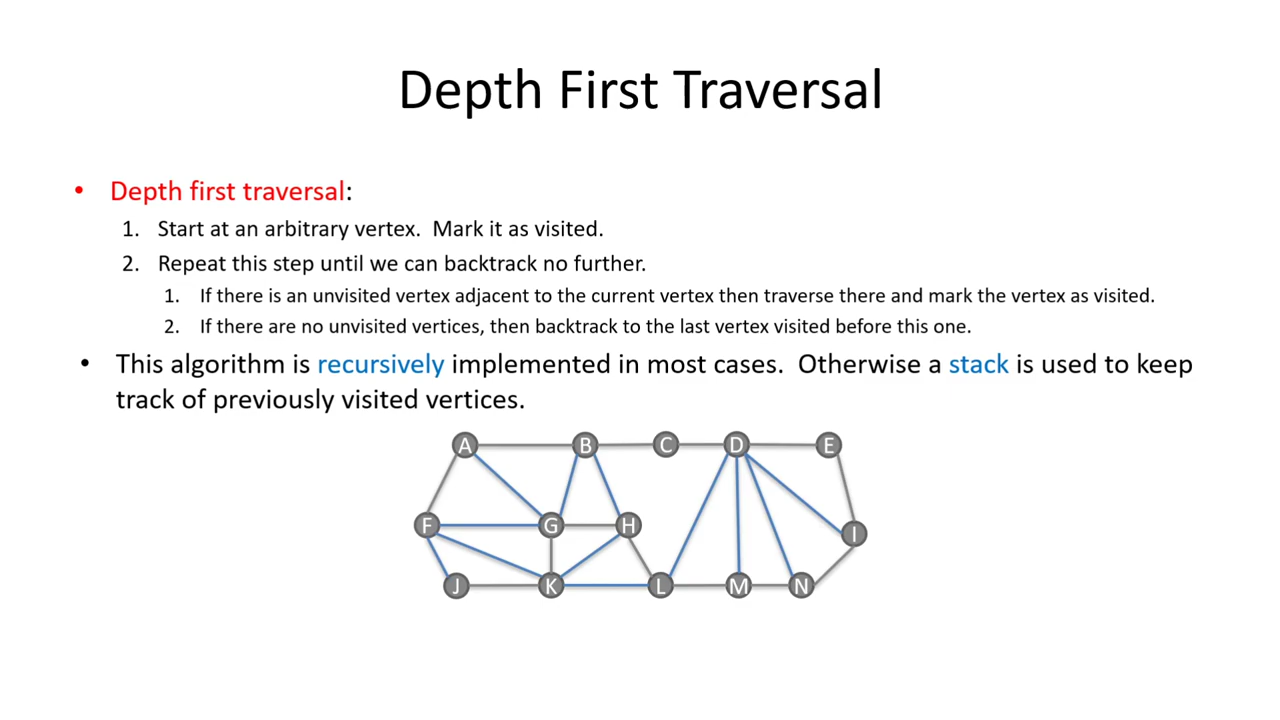 Depth First Traversal
• Depth first traversal:
1. Start at an arbitrary vertex.  Mark it as visited.
2. Repeat this step until we can backtrack no further.
1. If there is an unvisited vertex adjacent to the current vertex then traverse there and mark the vertex as visited.
2. If there are no unvisited vertices, then backtrack to the last vertex visited before this one.
• This algorithm is recursively implemented in most cases.  Otherwise a stack is used to keep
track of previously visited vertices.
A B C D E
F G H I
J K L M N